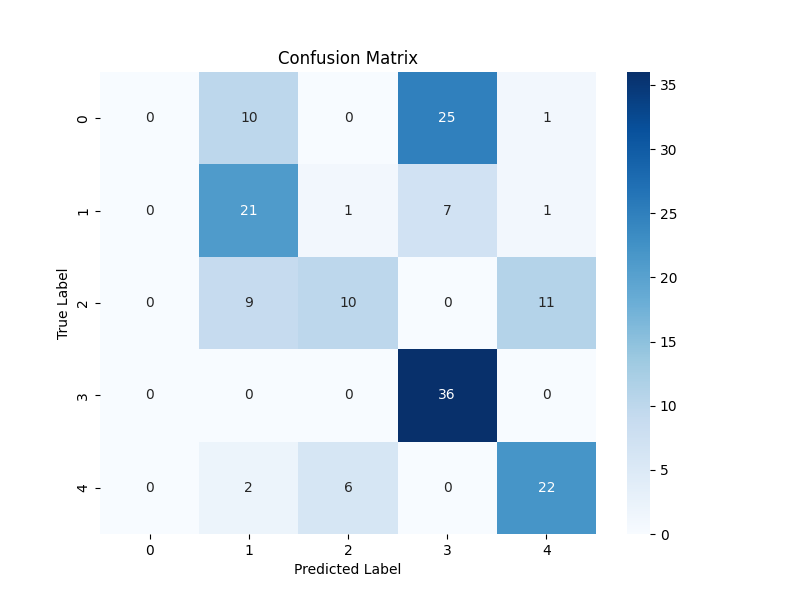 Confusion Matrix
True Label
0 0 10 0 25 1
1 0 21 1 7 1
2 0 9 10 0 11
3 0 0 0 36 0
4 0 2 6 0 22
0 1 2 3 4
Predicted Label
35
30
25
20
15
10
5
0